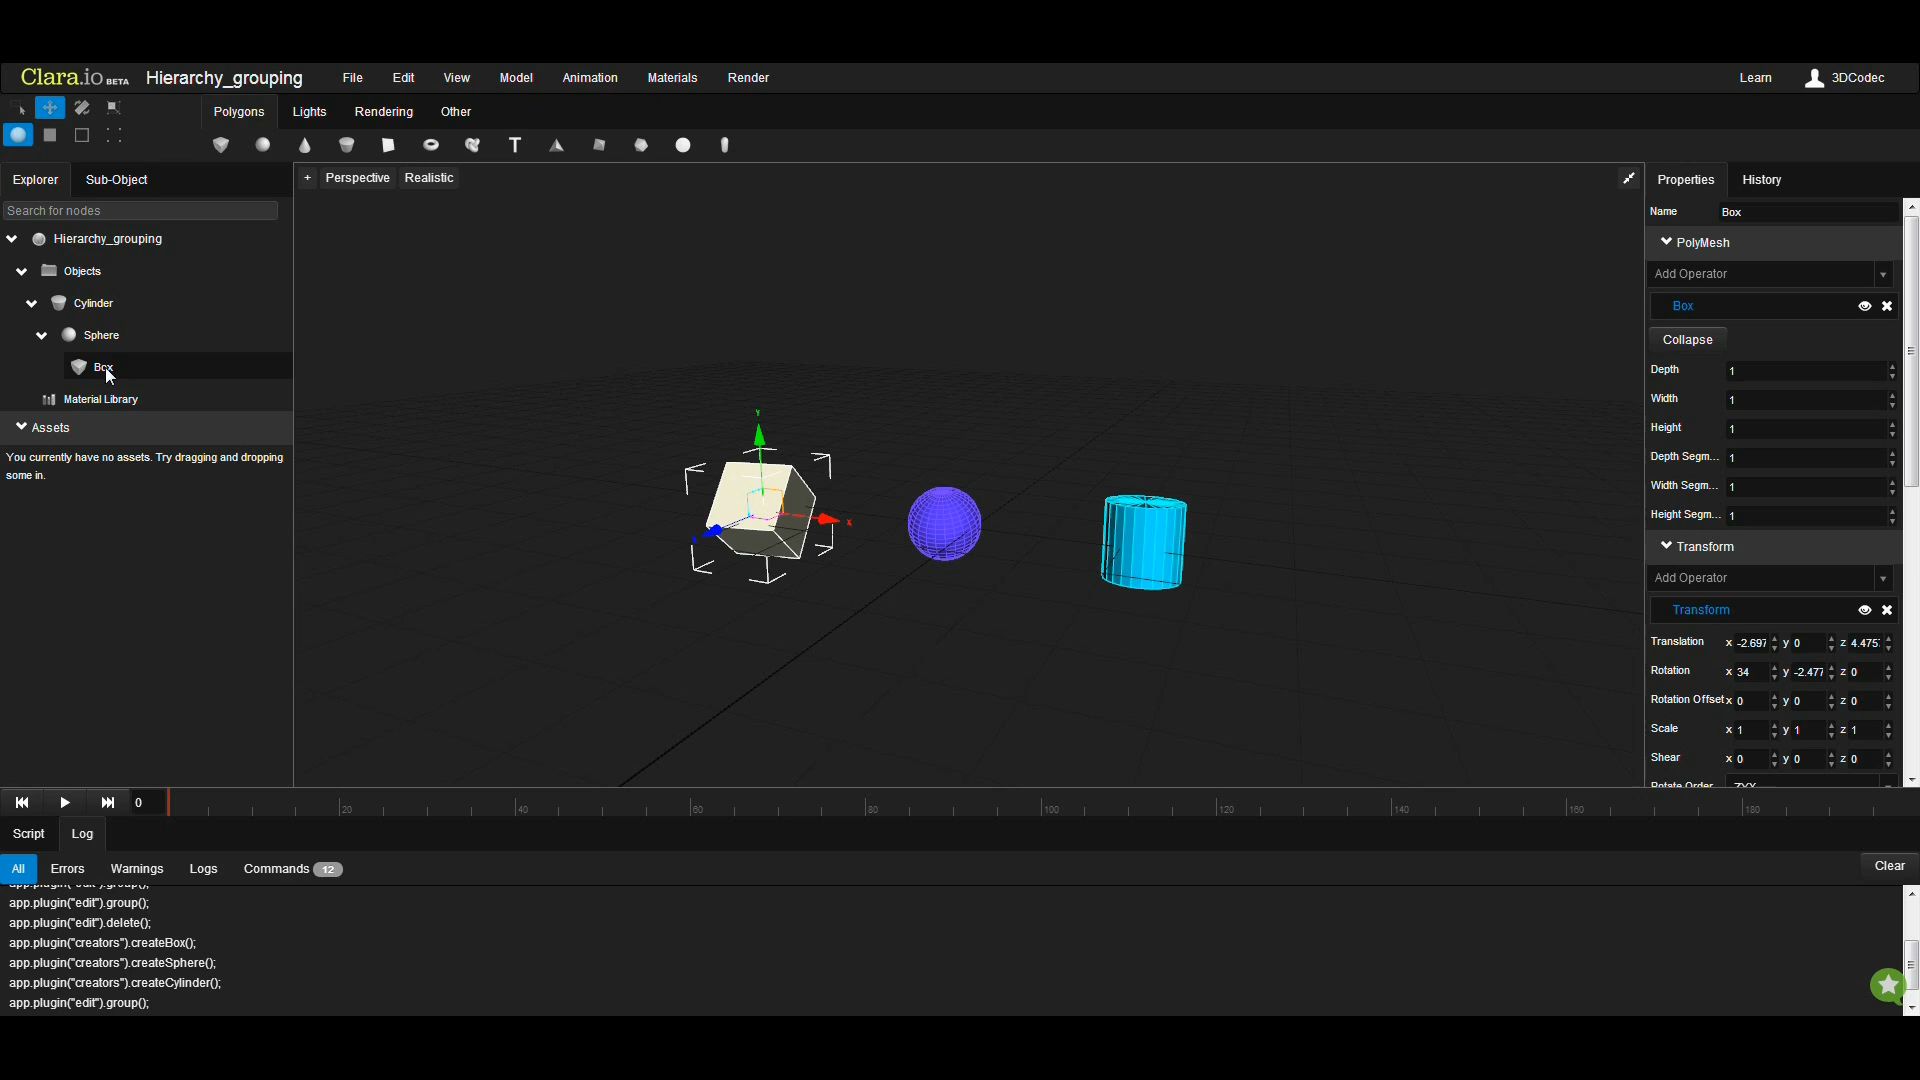 Clara.io BETA Hierarchy_grouping File Edit View Model Animation Materials Render Learn 3DCodec
Polygons Lights Rendering Other
Explorer Sub-Object
+ Perspective Realistic
Properties History
Search for nodes
Hierarchy_grouping
Objects
Cylinder
Sphere
Box
Material Library
Assets
You currently have no assets. Try dragging and dropping
some in.
Y
X
Name Box
PolyMesh
Add Operator
Box
Collapse
Depth 1
Width 1
Height 1
Depth Segm... 1
Width Segm... 1
Height Segm... 1
Transform
Add Operator
Transform
Translation x -2.697 y 0 z 4.475
Rotation x 34 y -2.477 z 0
Rotation Offset x 0 y 0 z 0
Scale x 1 y 1 z 1
Shear x 0 y 0 z 0
Rotate Order ZYX
0 20 40 60 80 100 120 140 160 180
Script Log
All Errors Warnings Logs Commands 12 Clear
app.plugin("edit").group();
app.plugin("edit").group();
app.plugin("edit").delete();
app.plugin("creators").createBox();
app.plugin("creators").createSphere();
app.plugin("creators").createCylinder();
app.plugin("edit").group();